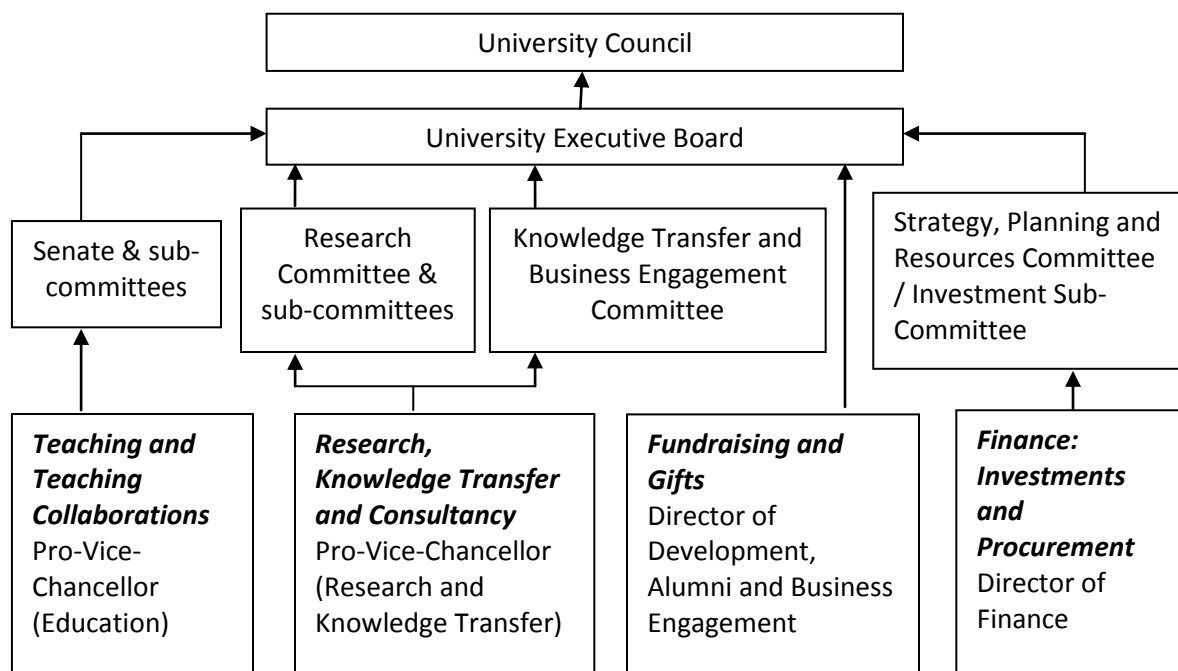 University Council
University Executive Board
Senate & sub-
committees
Research
Committee &
sub-committees
Knowledge Transfer and
Business Engagement
Committee
Strategy, Planning and
Resources Committee
/ Investment Sub-
Committee
Teaching and
Teaching
Collaborations
Pro-Vice-
Chancellor
(Education)
Research,
Knowledge Transfer
and Consultancy
Pro-Vice-Chancellor
(Research and
Knowledge Transfer)
Fundraising and
Gifts
Director of
Development,
Alumni and Business
Engagement
Finance:
Investments
and
Procurement
Director of
Finance